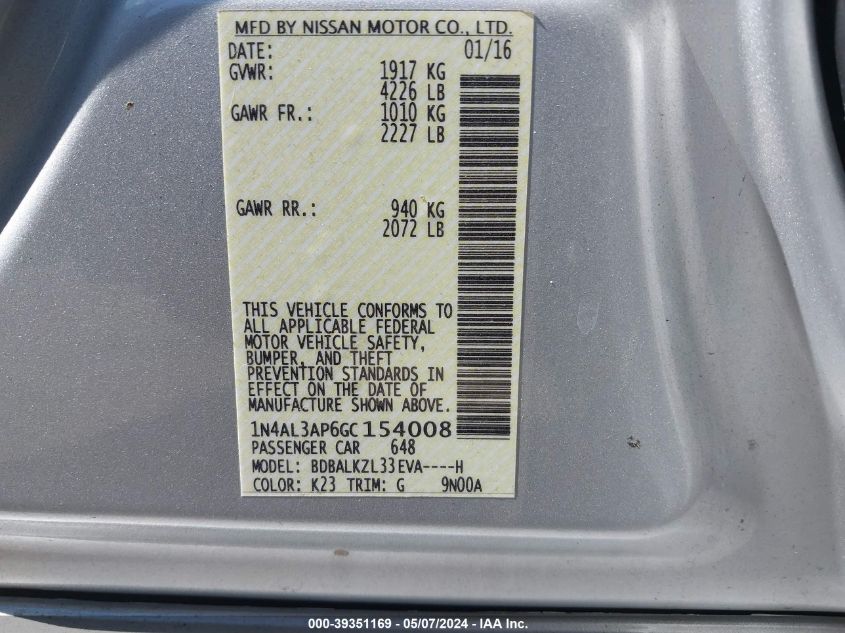 MFD BY NISSAN MOTOR CO., LTD.
DATE: 01/16
GVWR: 1917 KG
4226 LB
GAWR FR.: 1010 KG
2227 LB
GAWR RR.: 940 KG
2072 LB
THIS VEHICLE CONFORMS TO
ALL APPLICABLE FEDERAL
MOTOR VEHICLE SAFETY,
BUMPER, AND THEFT
PREVENTION STANDARDS IN
EFFECT ON THE DATE OF
MANUFACTURE SHOWN ABOVE.
1N4AL3AP6GC154008
PASSENGER CAR 648
MODEL: BDBALKZL33EVA----H
COLOR: K23 TRIM: G 9N00A
000-39351169 - 05/07/2024 - IAA Inc.